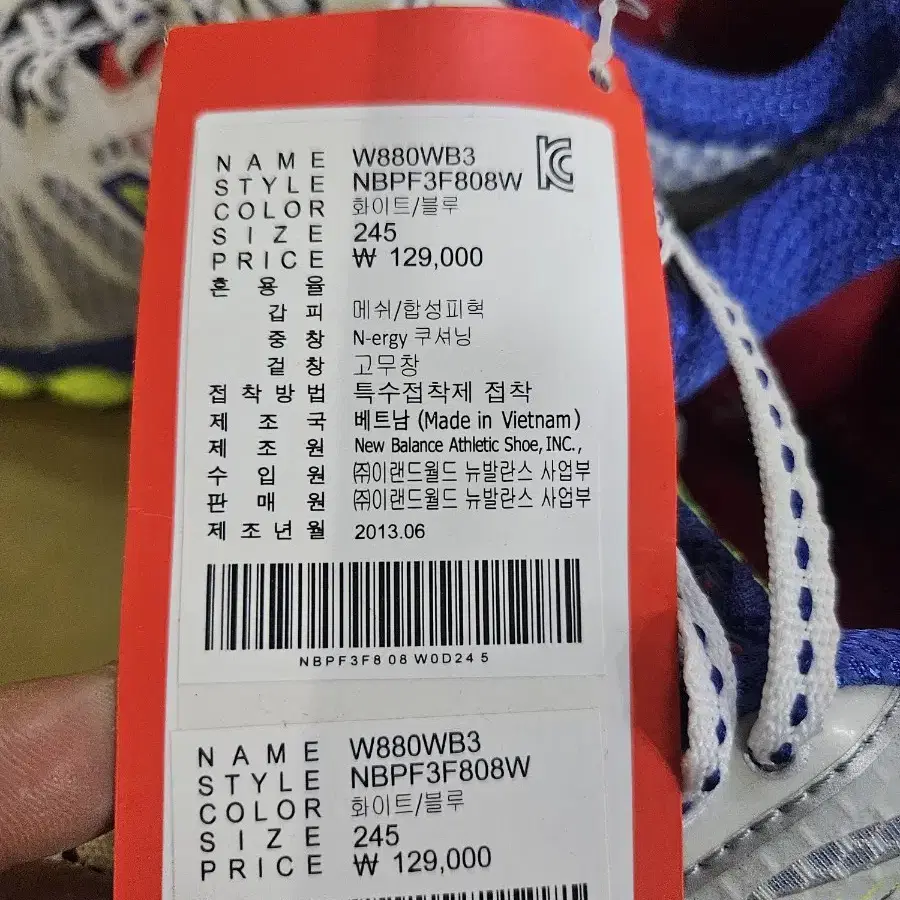 NAME W880WB3
STYLE NBPF3F808W
COLOR 화이트/블루
SIZE 245
PRICE ₩ 129,000
혼용율
갑피 메쉬/합성피혁
중창 N-ergy 쿠셔닝
겉창 고무창
접착방법 특수접착제 접착
제조국 베트남 (Made in Vietnam)
제조원 New Balance Athletic Shoe, INC.,
수입원 ㈜이랜드월드 뉴발란스 사업부
판매원 ㈜이랜드월드 뉴발란스 사업부
제조년월 2013.06
NBPF3F8 08 W0D24 5
NAME W880WB3
STYLE NBPF3F808W
COLOR 화이트/블루
SIZE 245
PRICE ₩ 129,000